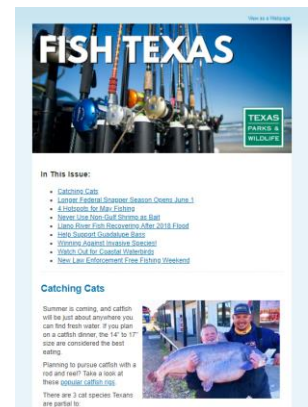 View as a Webpage
FISH TEXAS
TEXAS
PARKS &
WILDLIFE
In This Issue:
Catching Cats
Longer Federal Snapper Season Opens June 1
4 Hotspots for May Fishing
Never Use Non-Gulf Shrimp as Bait
Llano River Fish Recovering After 2018 Flood
Help Support Guadalupe Bass
Winning Against Invasive Species!
Watch Out for Coastal Waterbirds
New Law Enforcement Free Fishing Weekend
Catching Cats
Summer is coming, and catfish
will be just about anywhere you
can find fresh water. If you plan
on a catfish dinner, the 14" to 17"
size are considered the best
eating.
Planning to pursue catfish with a
rod and reel? Take a look at
these popular catfish rigs.
There are 3 cat species Texans
are partial to: